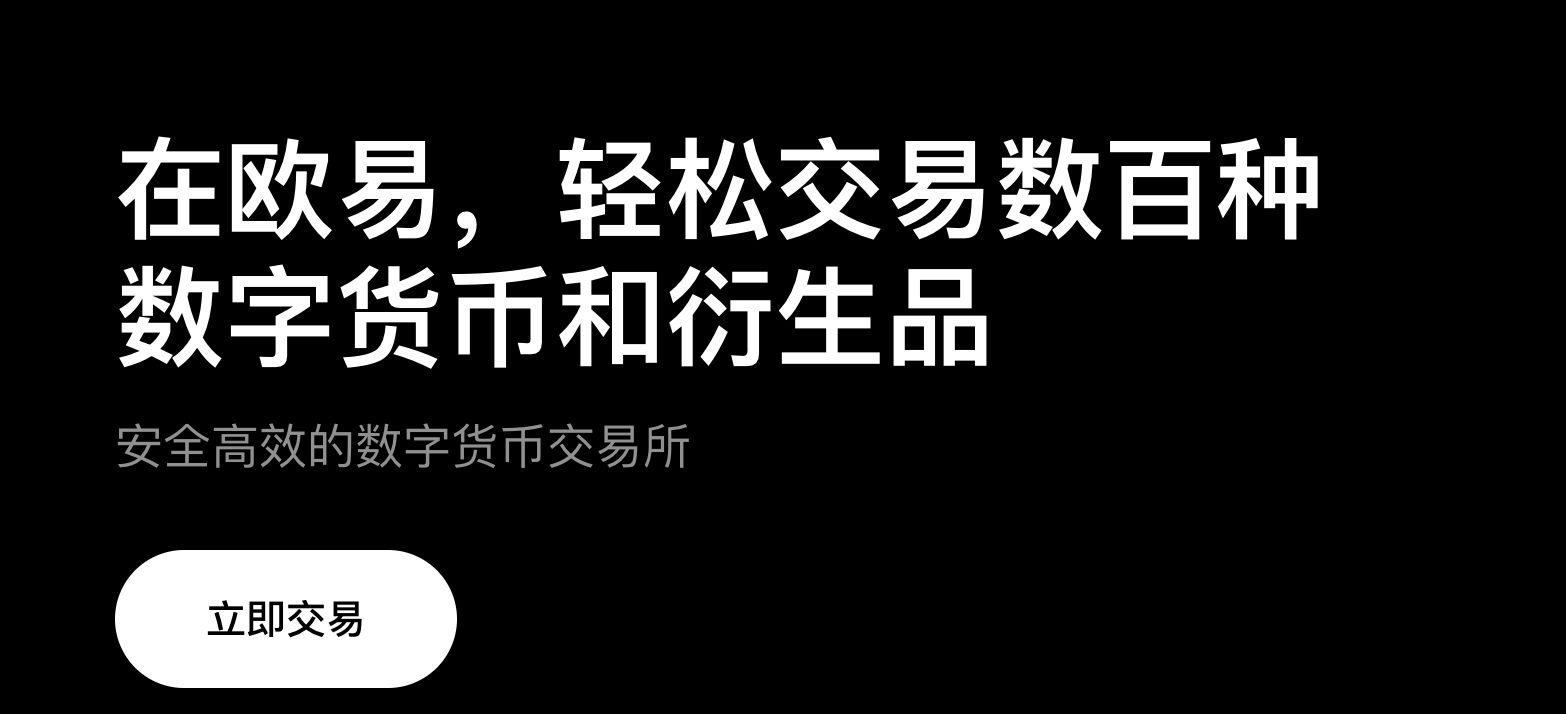 在欧易，轻松交易数百种
数字货币和衍生品
安全高效的数字货币交易所
立即交易